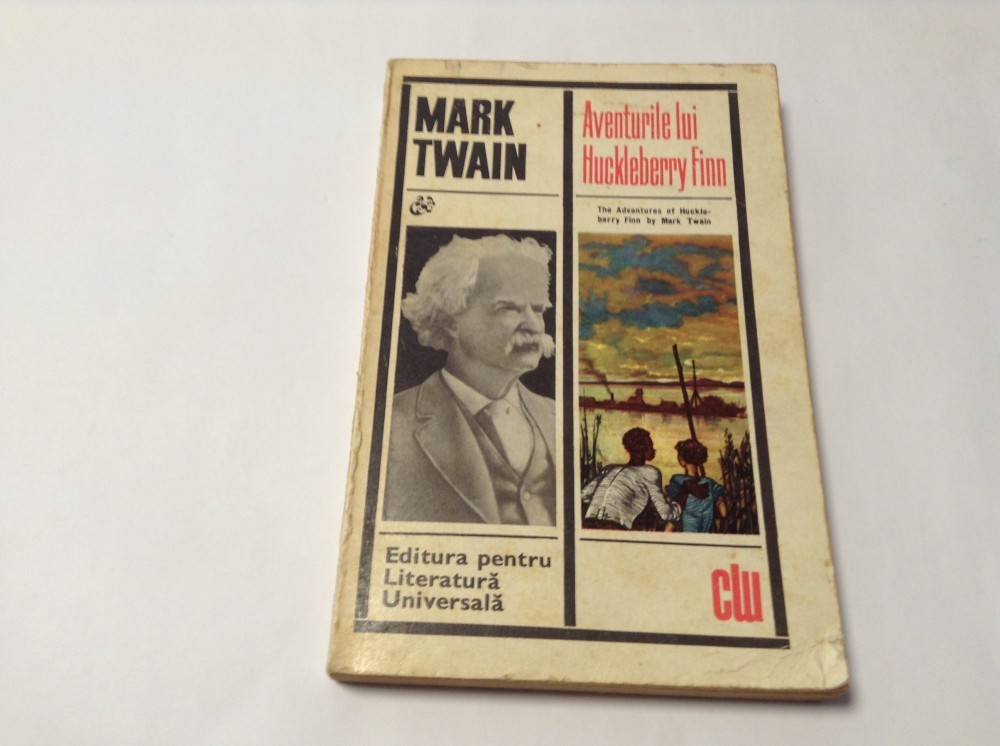 MARK
TWAIN
Aventurile lui
Huckleberry Finn
The Adventures of Huckle-
berry Finn by Mark Twain
Editura pentru
Literatură
Universală
clu